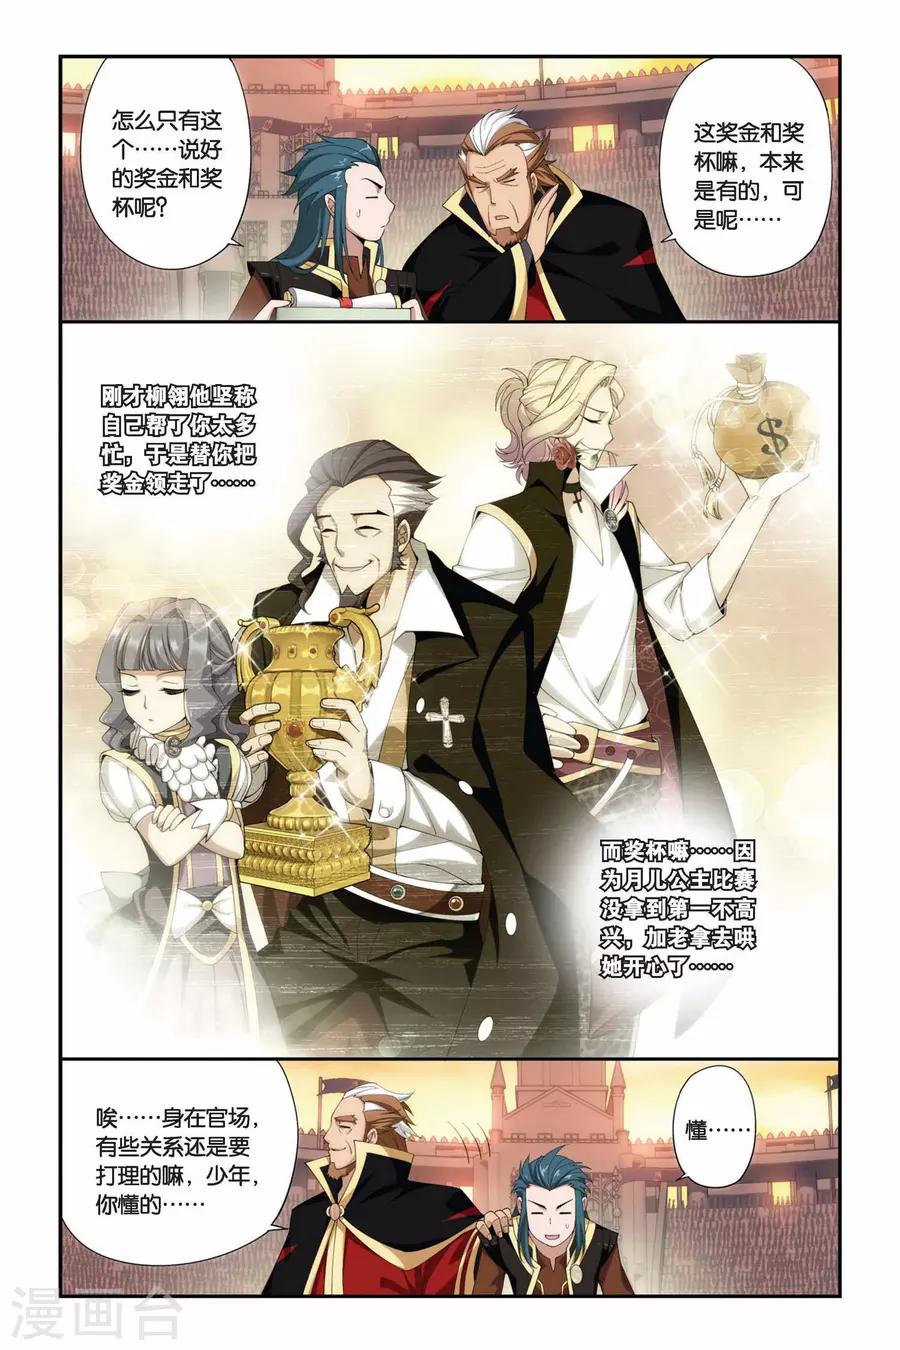 怎么只有这
个……说好
的奖金和奖
杯呢？
这奖金和奖
杯嘛，本来
是有的，可
是呢……
刚才柳翎他坚称
自己帮了你太多
忙，于是替你把
奖金领走了……
$
而奖杯嘛……因
为月儿公主比赛
没拿到第一不高
兴，加老拿去哄
她开心了……
唉……身在官场，
有些关系还是要
打理的嘛，少年，
你懂的……
懂……
漫画台